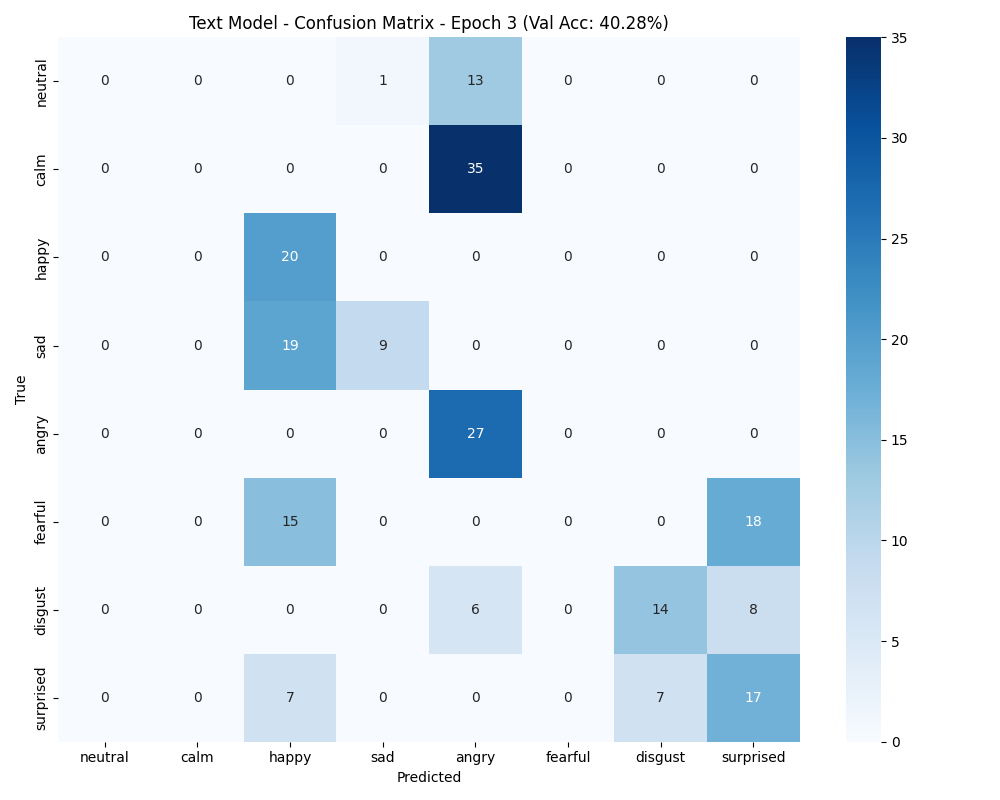 Text Model - Confusion Matrix - Epoch 3 (Val Acc: 40.28%)
True
neutral 0 0 0 1 13 0 0 0
calm 0 0 0 0 35 0 0 0
happy 0 0 20 0 0 0 0 0
sad 0 0 19 9 0 0 0 0
angry 0 0 0 0 27 0 0 0
fearful 0 0 15 0 0 0 0 18
disgust 0 0 0 0 6 0 14 8
surprised 0 0 7 0 0 0 7 17
neutral calm happy sad angry fearful disgust surprised
Predicted
35
30
25
20
15
10
5
0